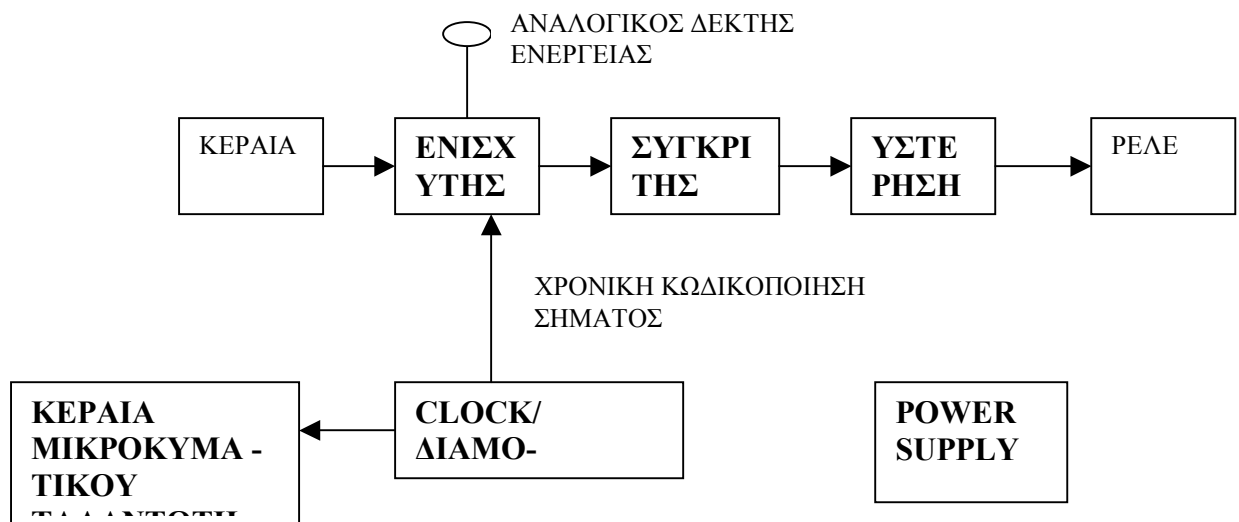 ΑΝΑΛΟΓΙΚΟΣ ΔΕΚΤΗΣ
ΕΝΕΡΓΕΙΑΣ
ΚΕΡΑΙΑ
ΕΝΙΣΧ
ΥΤΗΣ
ΣΥΓΚΡΙ
ΤΗΣ
ΥΣΤΕ
ΡΗΣΗ
ΡΕΛΕ
ΧΡΟΝΙΚΗ ΚΩΔΙΚΟΠΟΙΗΣΗ
ΣΗΜΑΤΟΣ
ΚΕΡΑΙΑ
ΜΙΚΡΟΚΥΜΑ -
ΤΙΚΟΥ
CLOCK/
ΔΙΑΜΟ-
POWER
SUPPLY